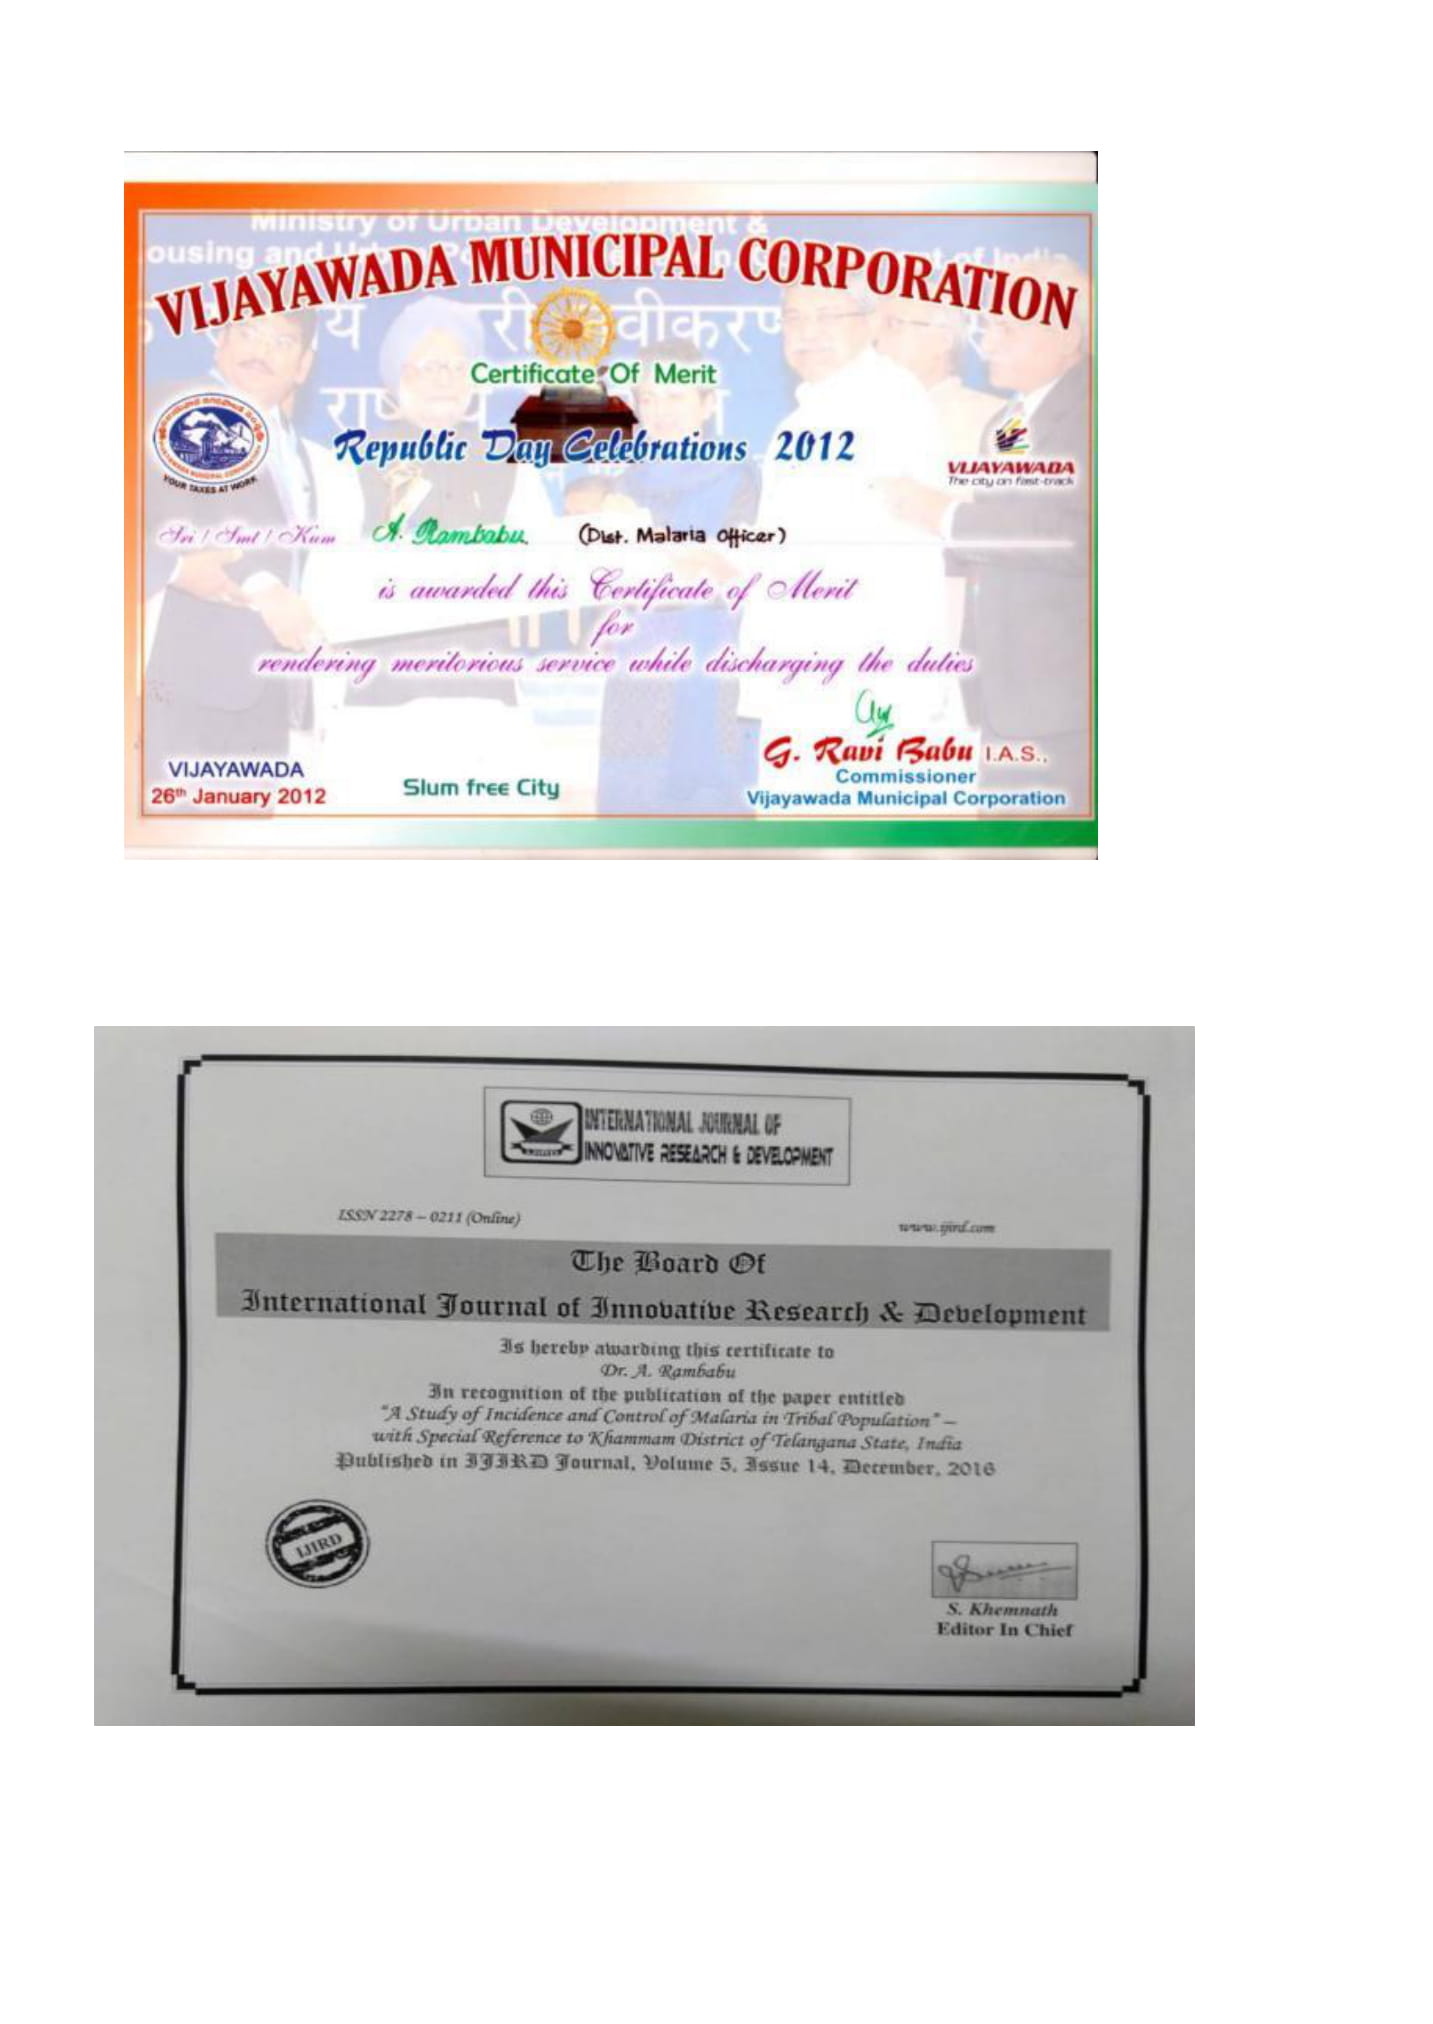 Ministry of Urban Development &
VIJAYAWADA MUNICIPAL CORPORATION
Certificate Of Merit
Republic Day Celebrations 2012
YOUR TAXES AT WORK
VIJAYAWADA
The city on fast-track
Sri / Smt / Kum A. Rambabu (Dist. Malaria Officer)
is awarded this Certificate of Merit
for
rendering meritorious service while discharging the duties
G. Ravi Babu I.A.S.,
Commissioner
Vijayawada Municipal Corporation
VIJAYAWADA
26th January 2012
Slum free City
INTERNATIONAL JOURNAL OF
INNOVATIVE RESEARCH & DEVELOPMENT
ISSN 2278 – 0211 (Online)
www.ijird.com
The Board Of
International Journal of Innovative Research & Development
Is hereby awarding this certificate to
Dr. A. Rambabu
In recognition of the publication of the paper entitled
“A Study of Incidence and Control of Malaria in Tribal Population” –
with Special Reference to Khammam District of Telangana State, India
Published in IJIRD Journal, Volume 5, Issue 14, December, 2016
IJIRD
S. Khemnath
Editor In Chief